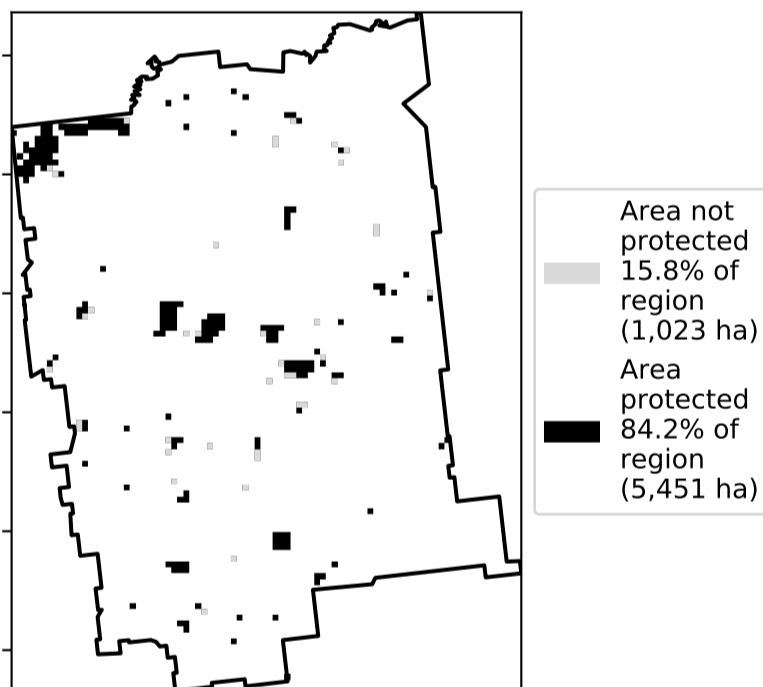 Area not
protected
15.8% of
region
(1,023 ha)
Area
protected
84.2% of
region
(5,451 ha)